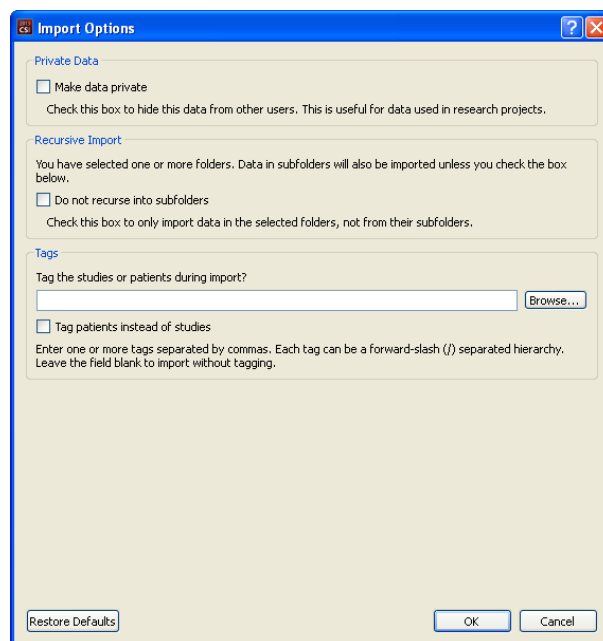 Import Options
Private Data
Make data private
Check this box to hide this data from other users. This is useful for data used in research projects.
Recursive Import
You have selected one or more folders. Data in subfolders will also be imported unless you check the box
below.
Do not recurse into subfolders
Check this box to only import data in the selected folders, not from their subfolders.
Tags
Tag the studies or patients during import?
Browse...
Tag patients instead of studies
Enter one or more tags separated by commas. Each tag can be a forward-slash (/) separated hierarchy.
Leave the field blank to import without tagging.
Restore Defaults OK Cancel